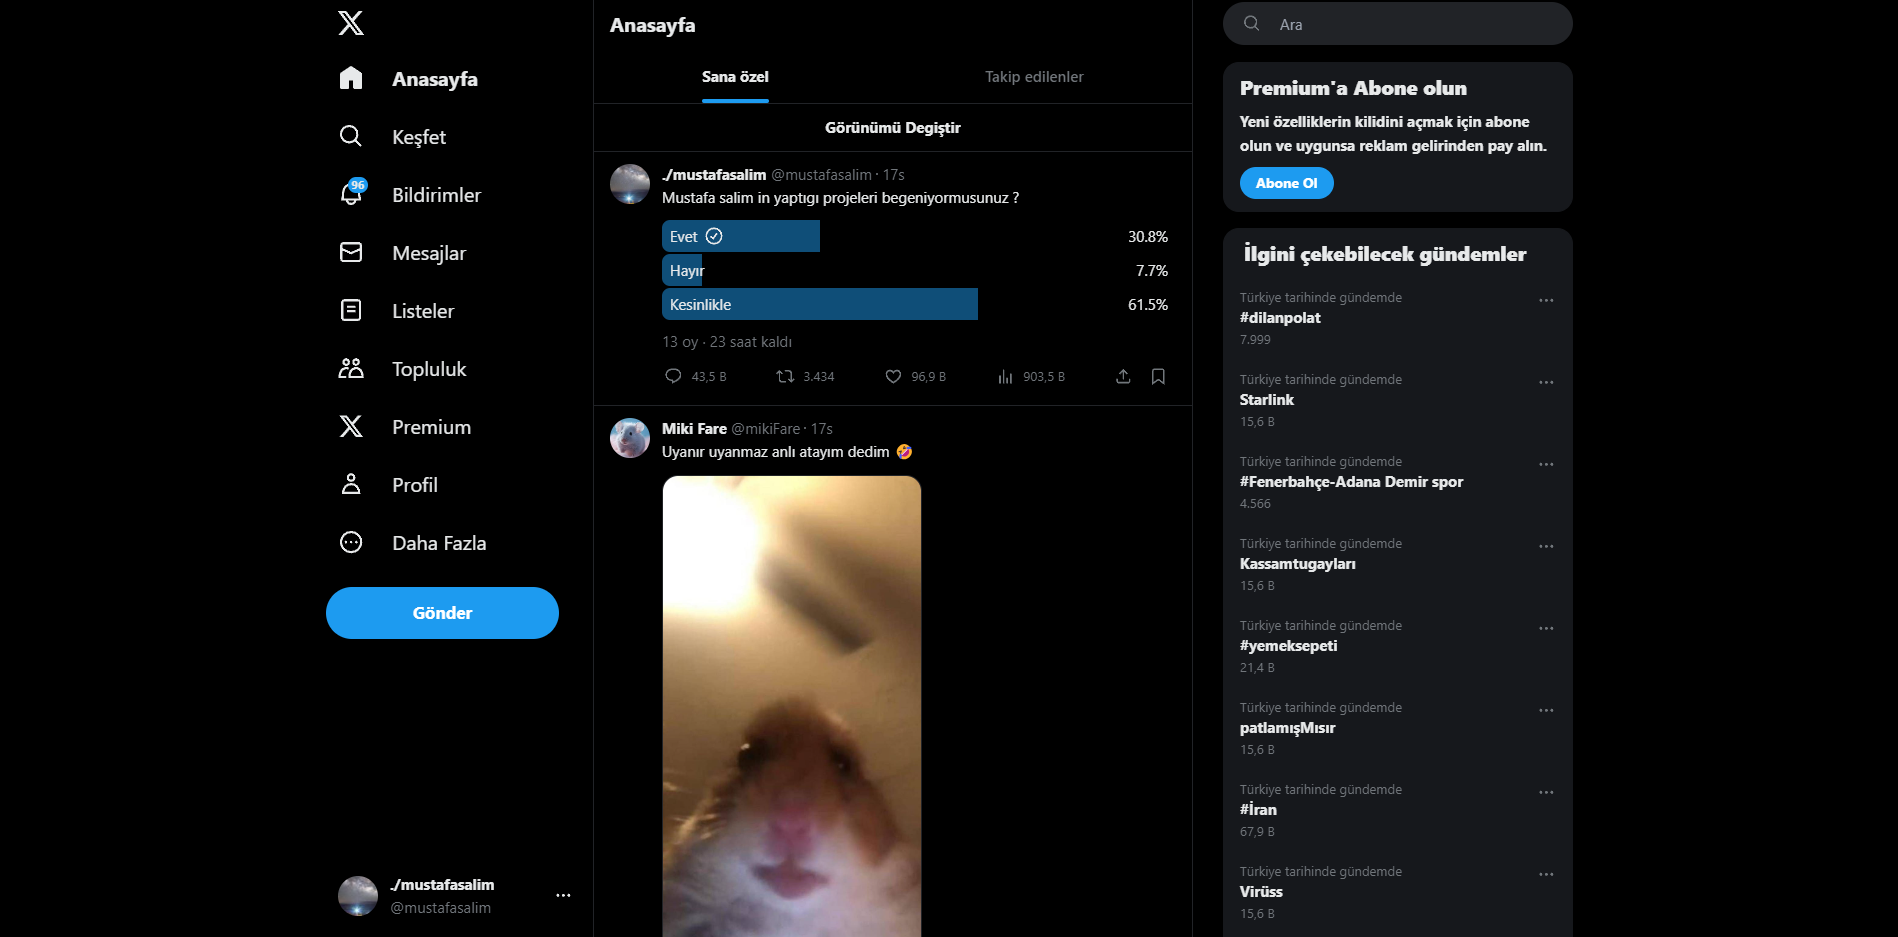 Anasayfa
Keşfet
96
Bildirimler
Mesajlar
Listeler
Topluluk
Premium
Profil
Daha Fazla
Gönder
./mustafasalim
@mustafasalim
Anasayfa
Sana özel
Takip edilenler
Görünümü Degiştir
./mustafasalim @mustafasalim · 17s
Mustafa salim in yaptıgı projeleri begeniyormusunuz ?
Evet 30.8%
Hayır 7.7%
Kesinlikle 61.5%
13 oy · 23 saat kaldı
43,5 B 3.434 96,9 B 903,5 B
Miki Fare @mikiFare · 17s
Uyanır uyanmaz anlı atayım dedim 🤣
Ara
Premium'a Abone olun
Yeni özelliklerin kilidini açmak için abone
olun ve uygunsa reklam gelirinden pay alın.
Abone Ol
İlgini çekebilecek gündemler
Türkiye tarihinde gündemde
#dilanpolat
7.999
Türkiye tarihinde gündemde
Starlink
15,6 B
Türkiye tarihinde gündemde
#Fenerbahçe-Adana Demir spor
4.566
Türkiye tarihinde gündemde
Kassamtugayları
15,6 B
Türkiye tarihinde gündemde
#yemeksepeti
21,4 B
Türkiye tarihinde gündemde
patlamışMısır
15,6 B
Türkiye tarihinde gündemde
#İran
67,9 B
Türkiye tarihinde gündemde
Virüss
15,6 B